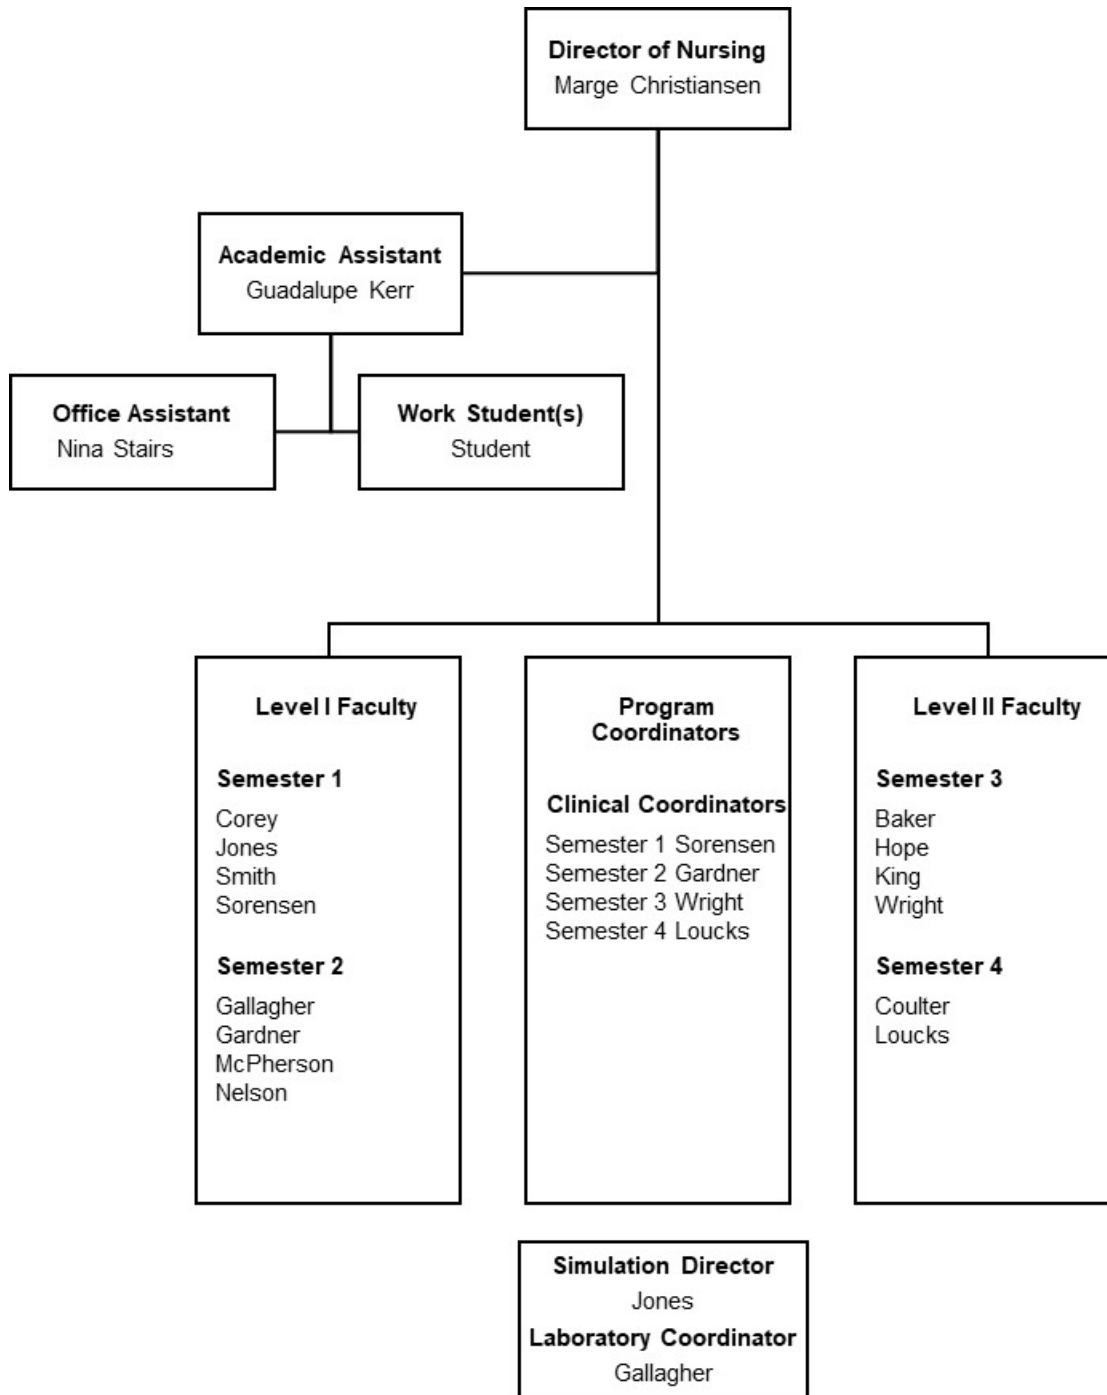 Director of Nursing
Marge Christiansen
Academic Assistant
Guadalupe Kerr
Office Assistant
Nina Stairs
Work Student(s)
Student
Level I Faculty
Semester 1
Corey
Jones
Smith
Sorensen
Semester 2
Gallagher
Gardner
McPherson
Nelson
Program
Coordinators
Clinical Coordinators
Semester 1 Sorensen
Semester 2 Gardner
Semester 3 Wright
Semester 4 Loucks
Level II Faculty
Semester 3
Baker
Hope
King
Wright
Semester 4
Coulter
Loucks
Simulation Director
Jones
Laboratory Coordinator
Gallagher